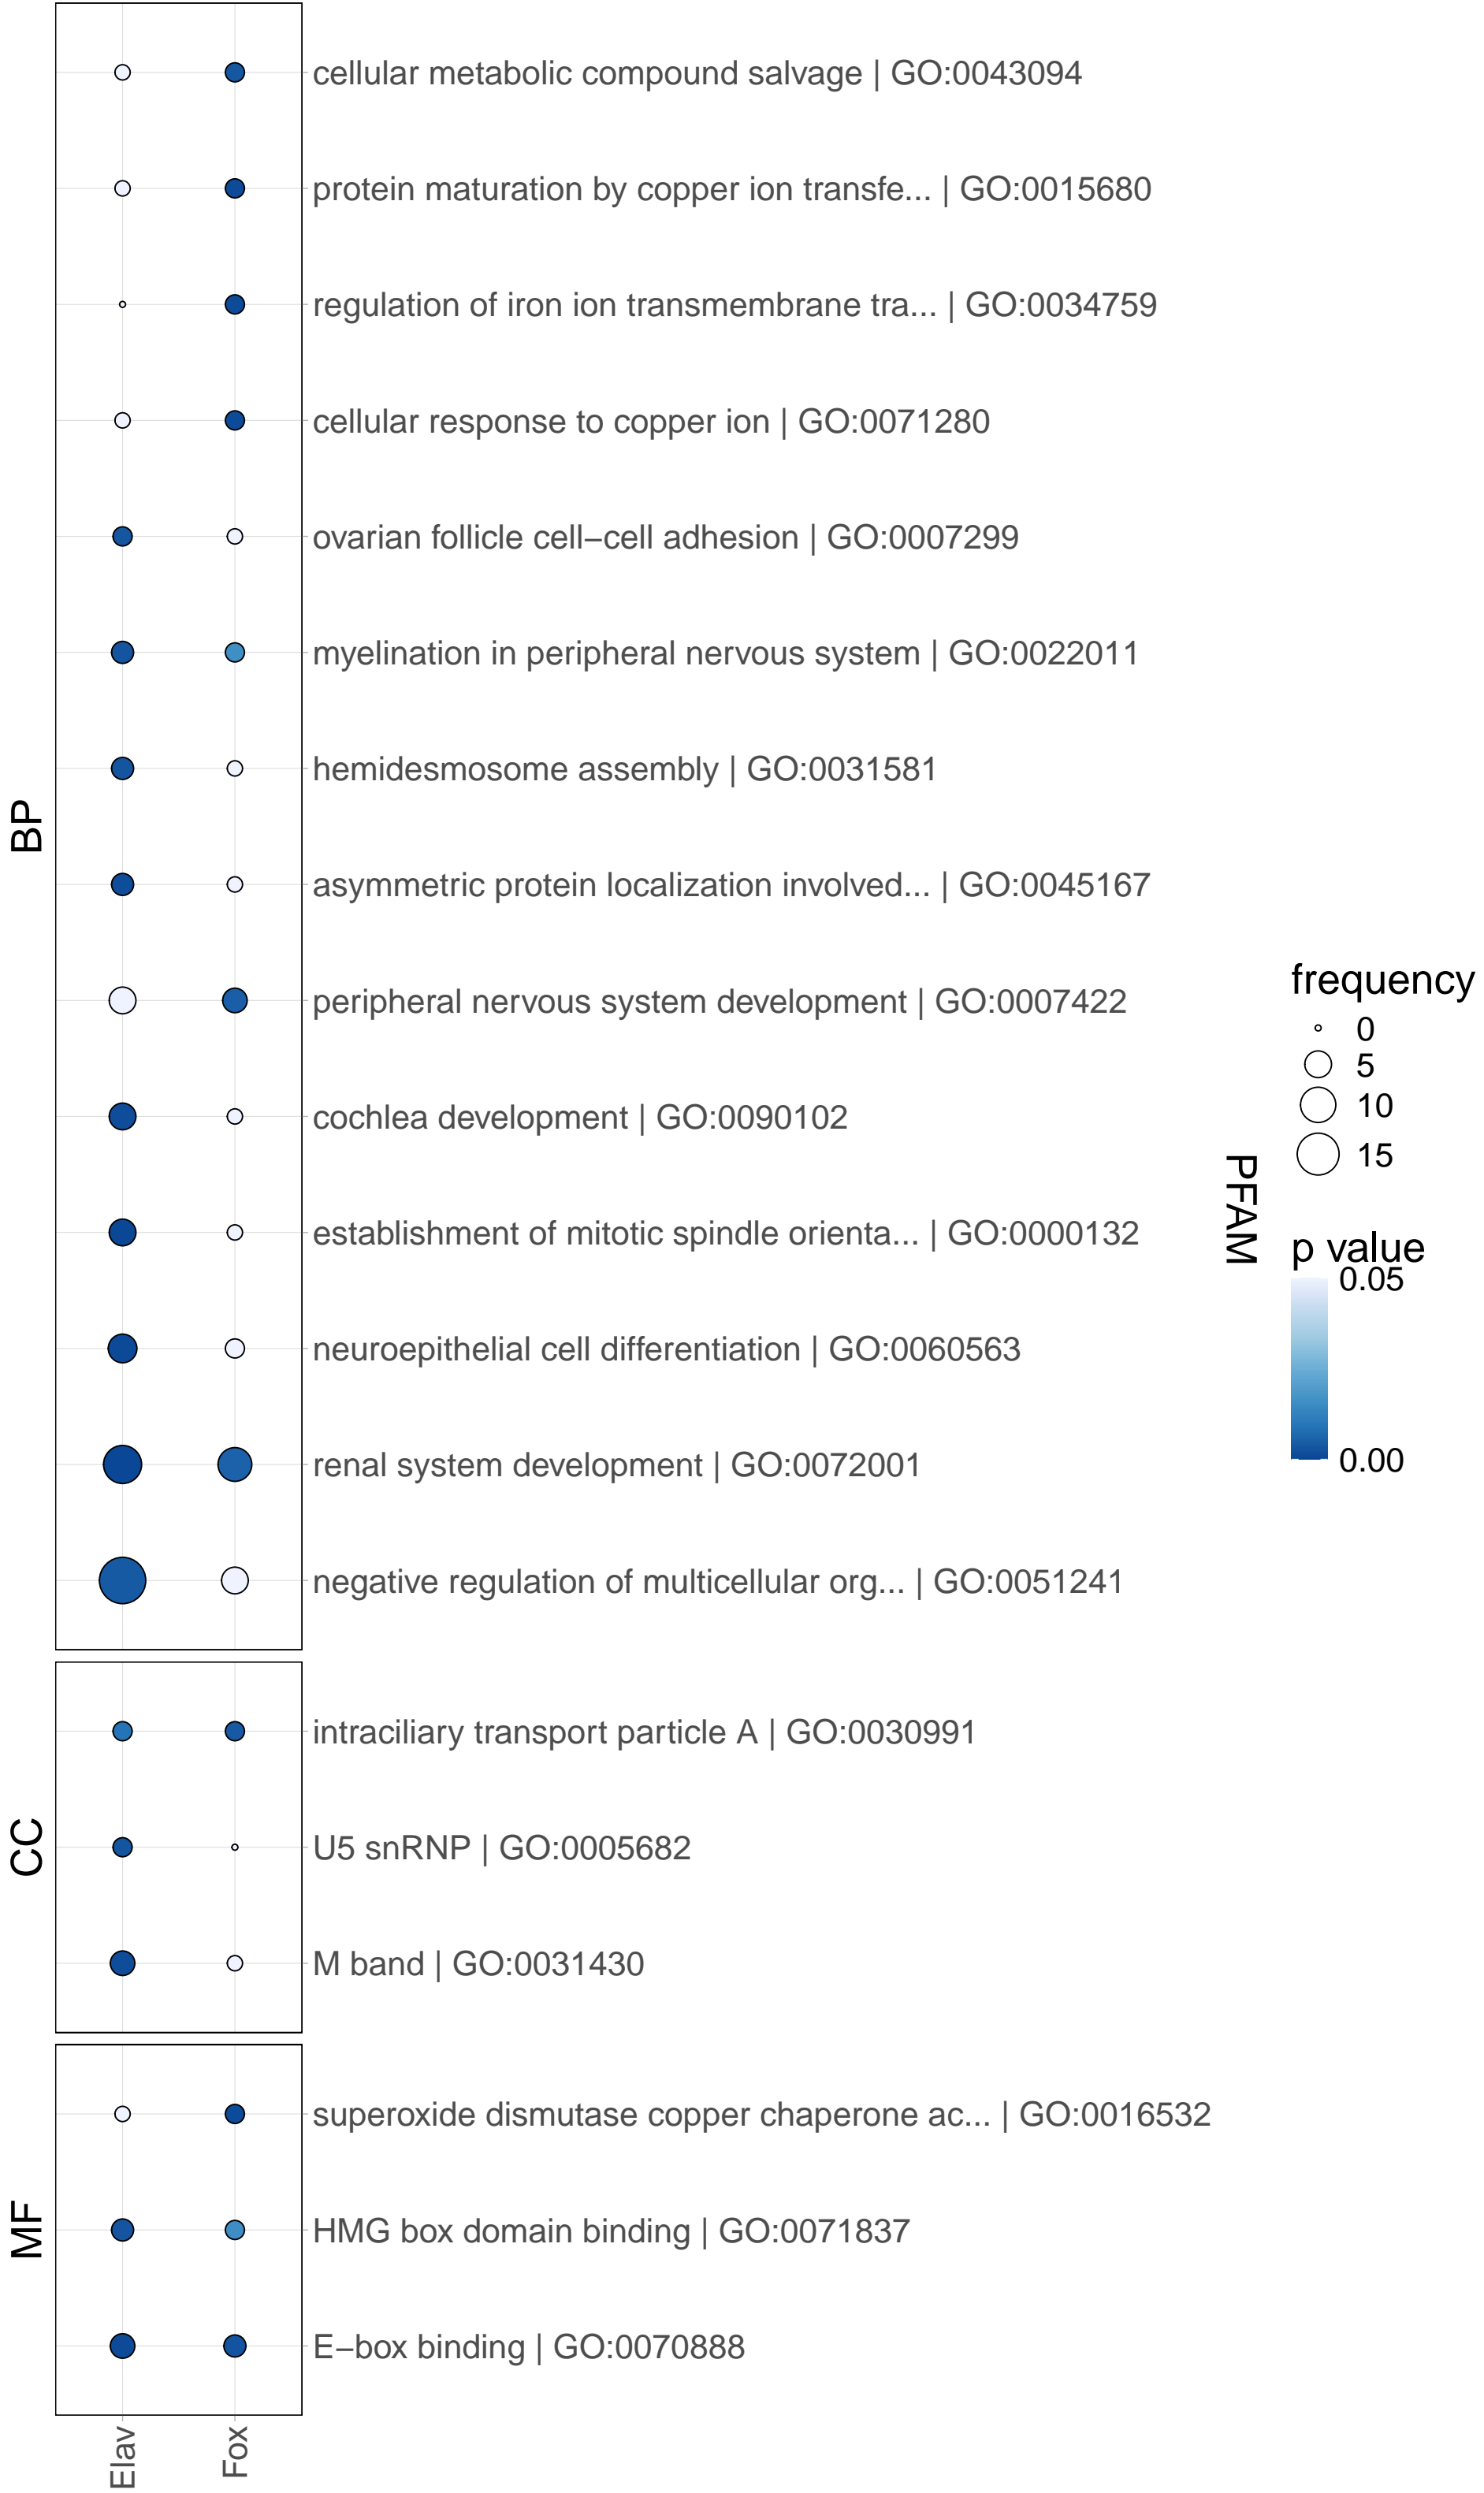 BP
cellular metabolic compound salvage | GO:0043094
protein maturation by copper ion transfe... | GO:0015680
regulation of iron ion transmembrane tra... | GO:0034759
cellular response to copper ion | GO:0071280
ovarian follicle cell−cell adhesion | GO:0007299
myelination in peripheral nervous system | GO:0022011
hemidesmosome assembly | GO:0031581
asymmetric protein localization involved... | GO:0045167
peripheral nervous system development | GO:0007422
cochlea development | GO:0090102
establishment of mitotic spindle orienta... | GO:0000132
neuroepithelial cell differentiation | GO:0060563
renal system development | GO:0072001
negative regulation of multicellular org... | GO:0051241
CC
intraciliary transport particle A | GO:0030991
U5 snRNP | GO:0005682
M band | GO:0031430
MF
superoxide dismutase copper chaperone ac... | GO:0016532
HMG box domain binding | GO:0071837
E−box binding | GO:0070888
Elav
Fox
PFAM
frequency
0
5
10
15
p value
0.05
0.00